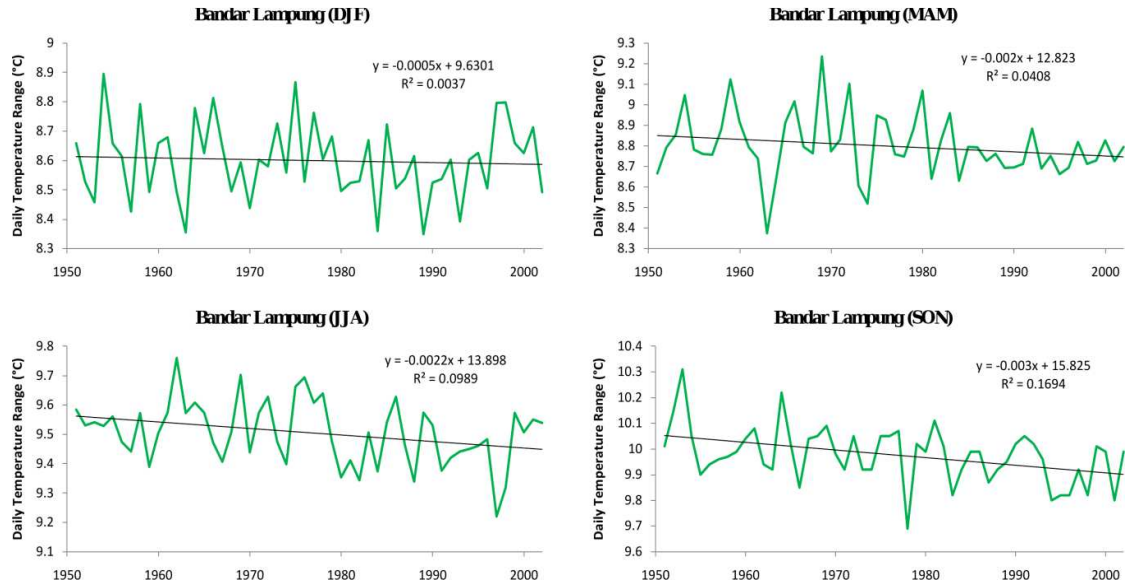 Bandar Lampung (DJF)
Daily Temperature Range (°C)
9
8.9
8.8
8.7
8.6
8.5
8.4
8.3
y = -0.0005x + 9.6301
R² = 0.0037
1950 1960 1970 1980 1990 2000
Bandar Lampung (MAM)
Daily Temperature Range (°C)
9.3
9.2
9.1
9
8.9
8.8
8.7
8.6
8.5
8.4
8.3
y = -0.002x + 12.823
R² = 0.0408
1950 1960 1970 1980 1990 2000
Bandar Lampung (JJA)
Daily Temperature Range (°C)
9.8
9.7
9.6
9.5
9.4
9.3
9.2
9.1
y = -0.0022x + 13.898
R² = 0.0989
1950 1960 1970 1980 1990 2000
Bandar Lampung (SON)
Daily Temperature Range (°C)
10.4
10.3
10.2
10.1
10.0
9.9
9.8
9.7
9.6
y = -0.003x + 15.825
R² = 0.1694
1950 1960 1970 1980 1990 2000